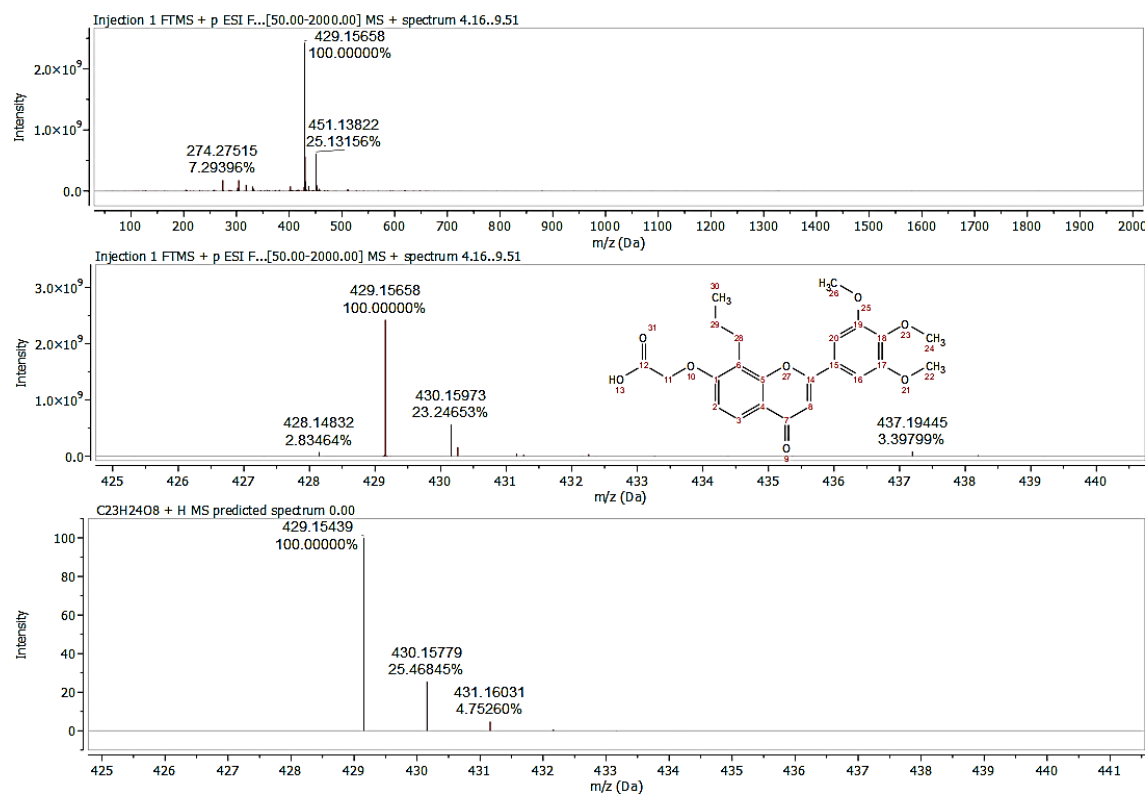 Injection 1 FTMS + p ESI F...[50.00-2000.00] MS + spectrum 4.16..9.51
429.15658
100.00000%
2.0×10⁹
451.13822
25.13156%
1.0×10⁹
274.27515
7.29396%
0.0
Intensity
100 200 300 400 500 600 700 800 900 1000 1100 1200 1300 1400 1500 1600 1700 1800 1900 2000
m/z (Da)
Injection 1 FTMS + p ESI F...[50.00-2000.00] MS + spectrum 4.16..9.51
3.0×10⁹
429.15658
100.00000%
2.0×10⁹
1.0×10⁹
430.15973
23.24653%
428.14832
2.83464%
437.19445
3.39799%
0.0
Intensity
30
CH₃
29
28
26
CH₃
O
25
19
O
23
24
CH₃
18
20
17
O
21
22
CH₃
16
15
31
O
12
HO
13
11
O
10
1
6
5
O
27
14
2
3
4
7
8
O
9
425 426 427 428 429 430 431 432 433 434 435 436 437 438 439 440
m/z (Da)
C23H24O8 + H MS predicted spectrum 0.00
429.15439
100.00000%
100
80
60
40
20
0
430.15779
25.46845%
431.16031
4.75260%
Intensity
425 426 427 428 429 430 431 432 433 434 435 436 437 438 439 440 441
m/z (Da)